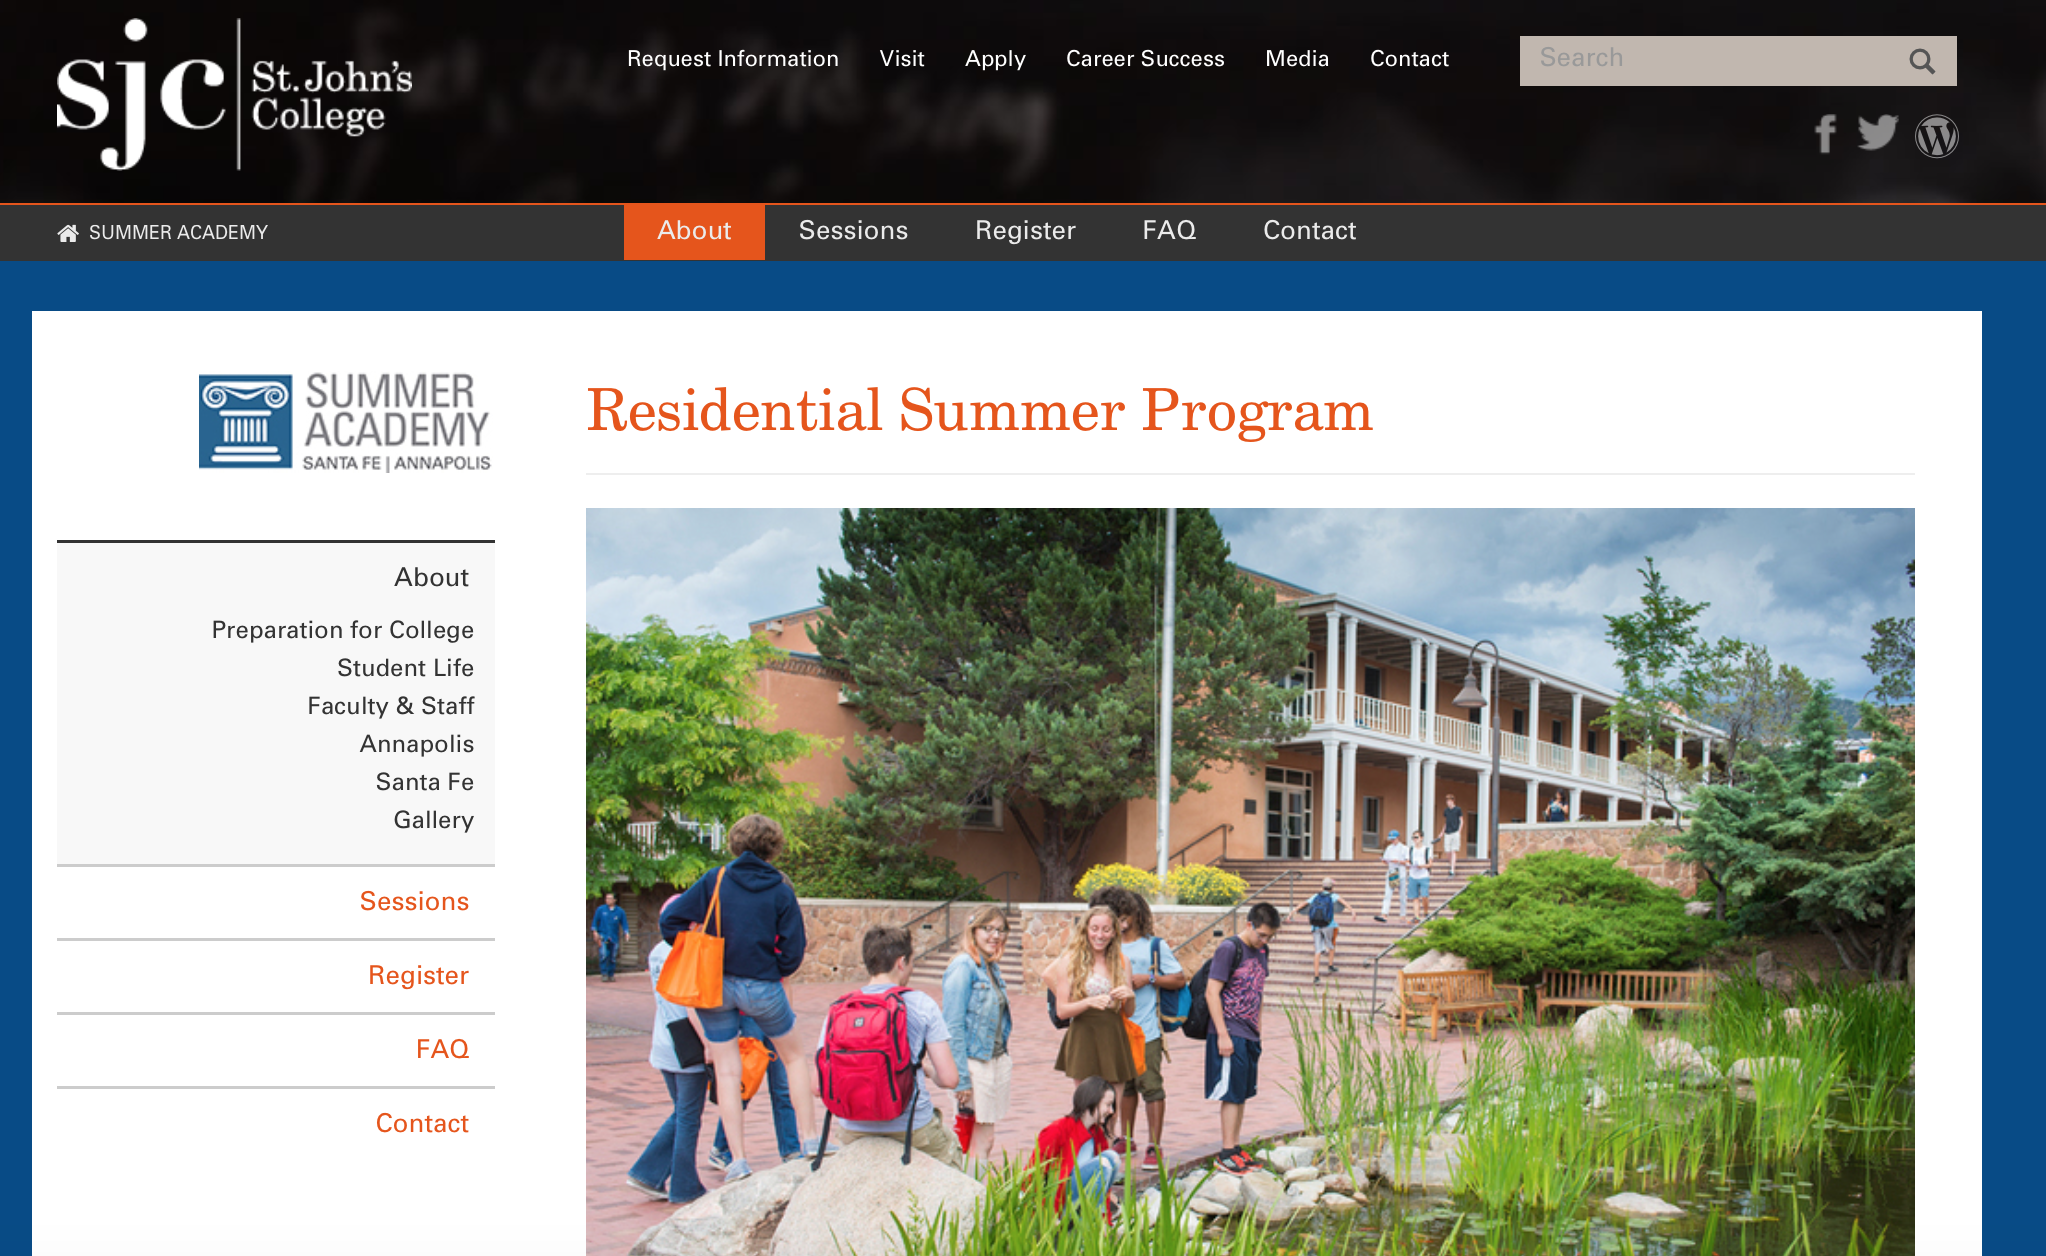 sjc
St. John's
College
Request Information
Visit
Apply
Career Success
Media
Contact
Search
f
W
SUMMER ACADEMY
About
Sessions
Register
FAQ
Contact
SUMMER
ACADEMY
SANTA FE | ANNAPOLIS
Residential Summer Program
About
Preparation for College
Student Life
Faculty & Staff
Annapolis
Santa Fe
Gallery
Sessions
Register
FAQ
Contact